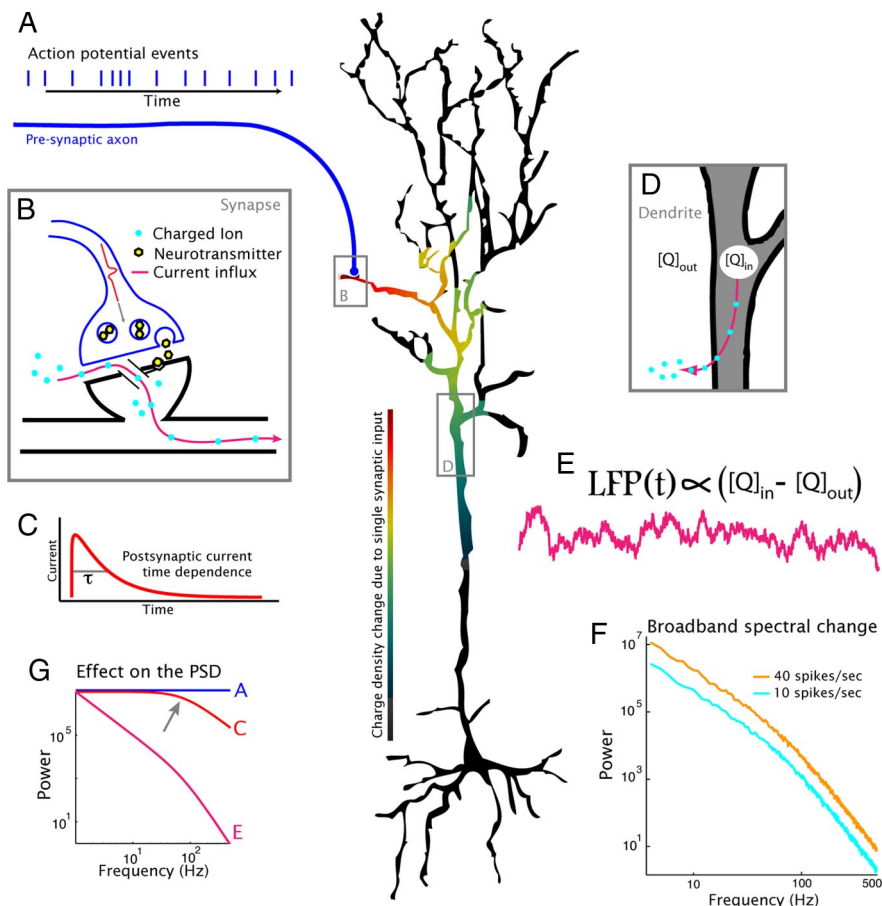 A
Action potential events
Time
Pre-synaptic axon
B
Synapse
Charged Ion
Neurotransmitter
Current influx
B
D
Dendrite
[Q]out
[Q]in
D
Charge density change due to single synaptic input
E
LFP(t) ∝ ([Q]in - [Q]out)
C
Current
Postsynaptic current
time dependence
τ
Time
F
Broadband spectral change
10^7
40 spikes/sec
10 spikes/sec
10^5
Power
10^3
10^1
10
100
500
Frequency (Hz)
G
Effect on the PSD
A
C
10^5
Power
10^1
E
10^1
10^2
Frequency (Hz)